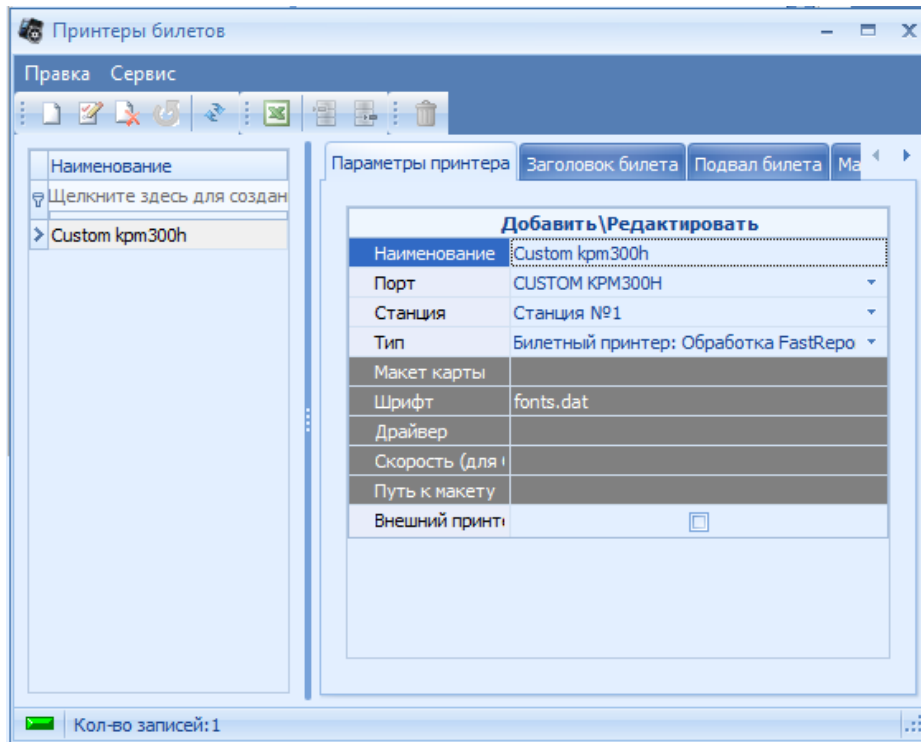 Принтеры билетов
Правка Сервис
Наименование
Щелкните здесь для создан
Custom kpm300h
Параметры принтера Заголовок билета Подвал билета Ма
Добавить\Редактировать
Наименование Custom kpm300h
Порт CUSTOM KPM300H
Станция Станция №1
Тип Билетный принтер: Обработка FastRepo
Макет карты
Шрифт fonts.dat
Драйвер
Скорость (для
Путь к макету
Внешний принт
Кол-во записей:1